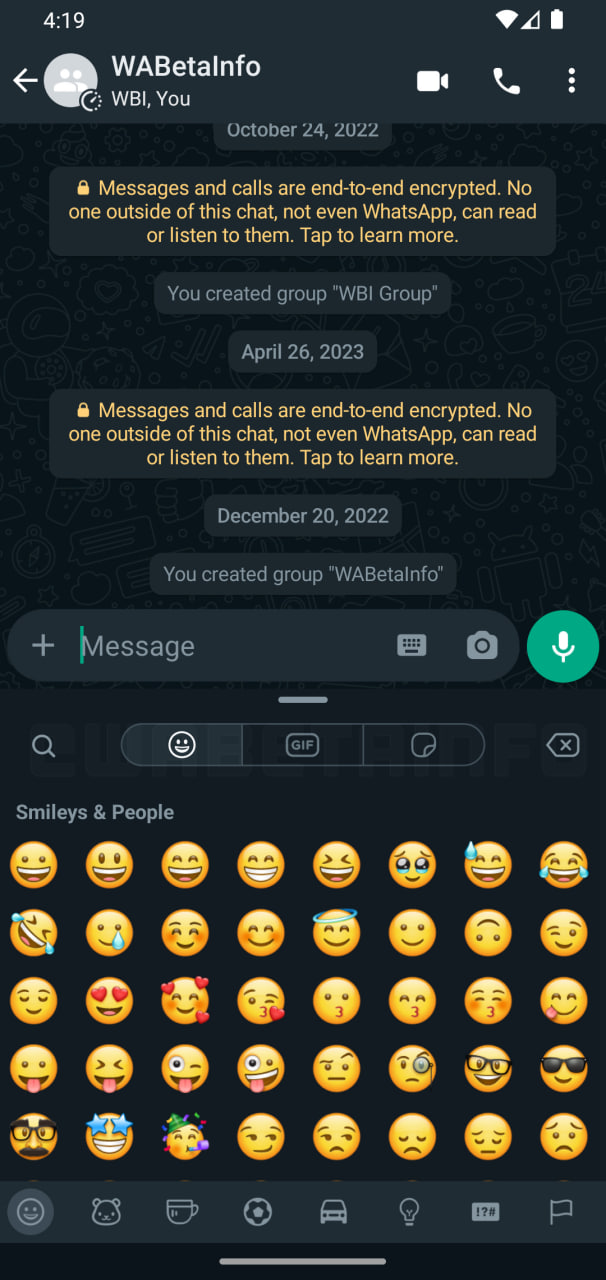 4:19
WABetaInfo
WBI, You
October 24, 2022
Messages and calls are end-to-end encrypted. No
one outside of this chat, not even WhatsApp, can read
or listen to them. Tap to learn more.
You created group "WBI Group"
April 26, 2023
Messages and calls are end-to-end encrypted. No
one outside of this chat, not even WhatsApp, can read
or listen to them. Tap to learn more.
December 20, 2022
You created group "WABetaInfo"
Message
GIF
@WABETAINFO
Smileys & People
!?#